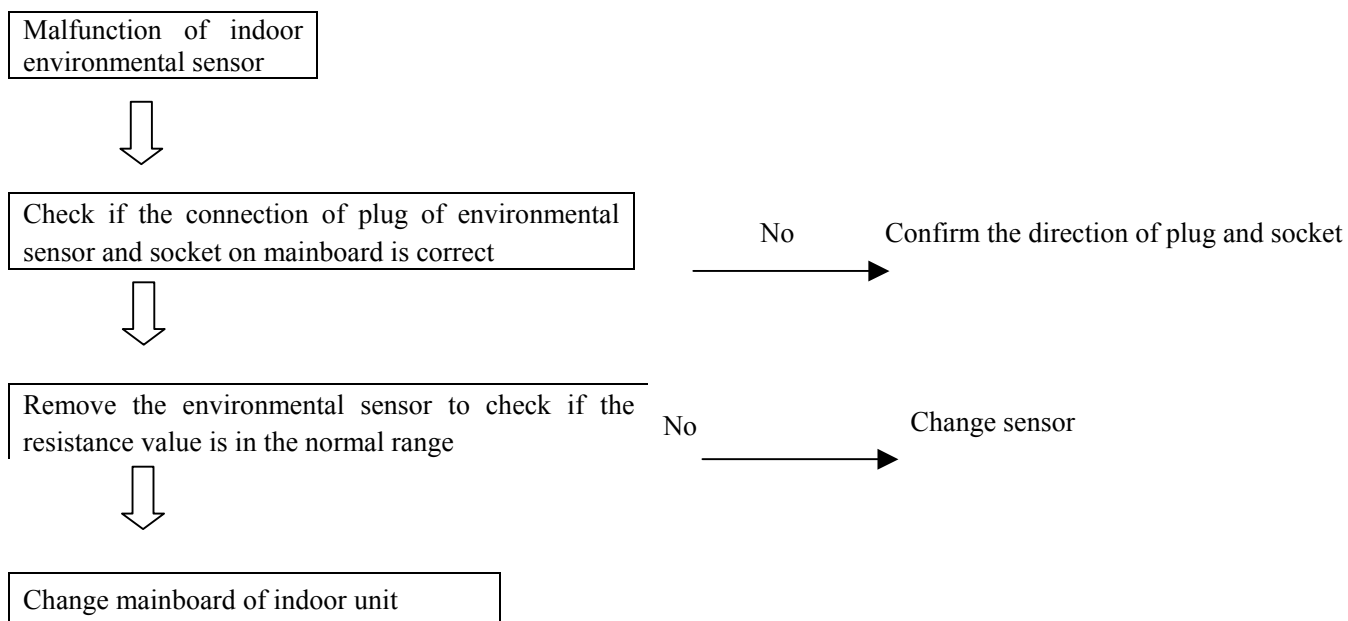 Malfunction of indoor
environmental sensor
Check if the connection of plug of environmental
sensor and socket on mainboard is correct
No
Confirm the direction of plug and socket
Remove the environmental sensor to check if the
resistance value is in the normal range
No
Change sensor
Change mainboard of indoor unit